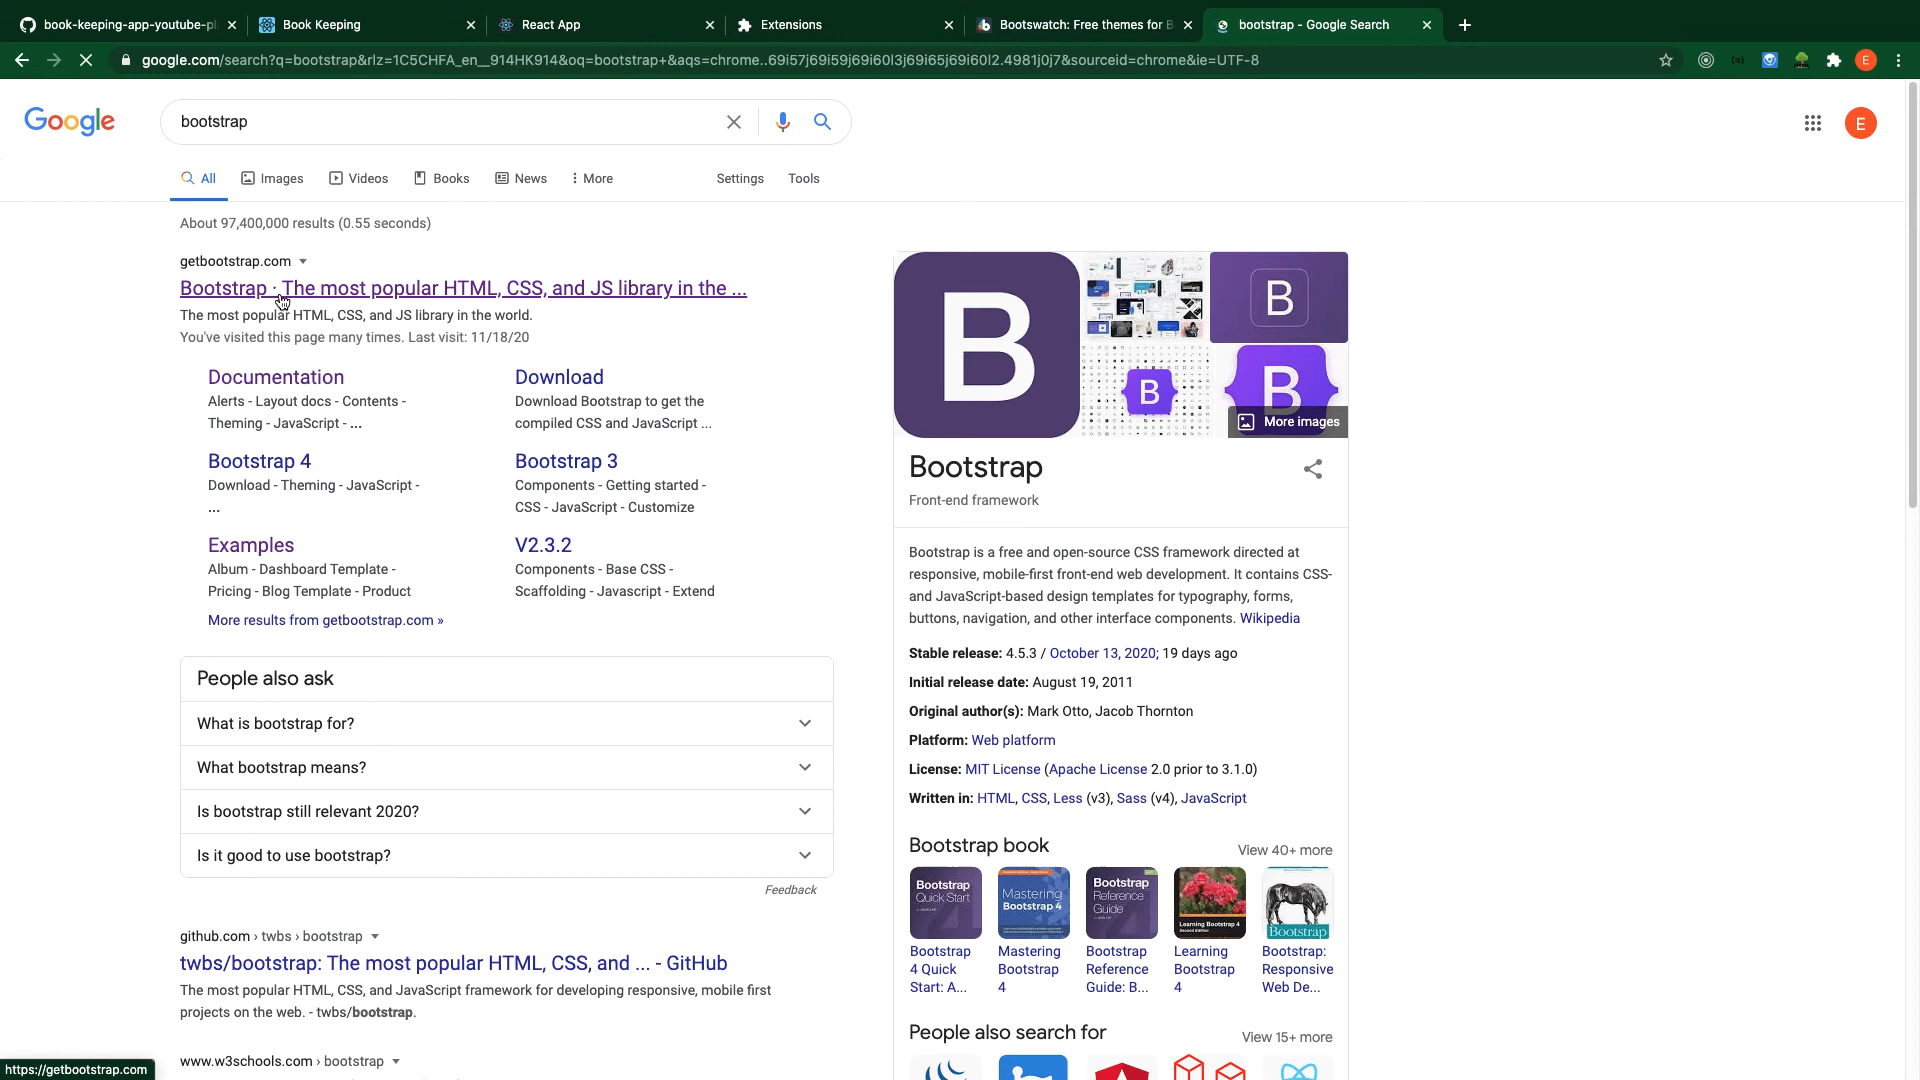 book-keeping-app-youtube-pl
Book Keeping
React App
Extensions
Bootswatch: Free themes for B
bootstrap - Google Search
google.com/search?q=bootstrap&rlz=1C5CHFA_en__914HK914&oq=bootstrap+&aqs=chrome..69i57j69i59j69i60l3j69i65j69i60l2.4981j0j7&sourceid=chrome&ie=UTF-8
E
Google
bootstrap
E
All
Images
Videos
Books
News
More
Settings
Tools
About 97,400,000 results (0.55 seconds)
getbootstrap.com
Bootstrap · The most popular HTML, CSS, and JS library in the ...
The most popular HTML, CSS, and JS library in the world.
You've visited this page many times. Last visit: 11/18/20
Documentation
Alerts - Layout docs - Contents -
Theming - JavaScript - ...
Download
Download Bootstrap to get the
compiled CSS and JavaScript ...
Bootstrap 4
Download - Theming - JavaScript -
...
Bootstrap 3
Components - Getting started -
CSS - JavaScript - Customize
Examples
Album - Dashboard Template -
Pricing - Blog Template - Product
V2.3.2
Components - Base CSS -
Scaffolding - Javascript - Extend
More results from getbootstrap.com »
People also ask
What is bootstrap for?
What bootstrap means?
Is bootstrap still relevant 2020?
Is it good to use bootstrap?
Feedback
github.com › twbs › bootstrap
twbs/bootstrap: The most popular HTML, CSS, and ... - GitHub
The most popular HTML, CSS, and JavaScript framework for developing responsive, mobile first
projects on the web. - twbs/bootstrap.
www.w3schools.com › bootstrap
https://getbootstrap.com
B
B
B
B
More images
Bootstrap
Front-end framework
Bootstrap is a free and open-source CSS framework directed at
responsive, mobile-first front-end web development. It contains CSS-
and JavaScript-based design templates for typography, forms,
buttons, navigation, and other interface components. Wikipedia
Stable release: 4.5.3 / October 13, 2020; 19 days ago
Initial release date: August 19, 2011
Original author(s): Mark Otto, Jacob Thornton
Platform: Web platform
License: MIT License (Apache License 2.0 prior to 3.1.0)
Written in: HTML, CSS, Less (v3), Sass (v4), JavaScript
Bootstrap book
View 40+ more
Bootstrap
Quick Start
Mastering
Bootstrap 4
Bootstrap
Reference
Guide
Learning Bootstrap 4
Bootstrap
Bootstrap
4 Quick
Start: A...
Mastering
Bootstrap
4
Bootstrap
Reference
Guide: B...
Learning
Bootstrap
4
Bootstrap:
Responsive
Web De...
People also search for
View 15+ more